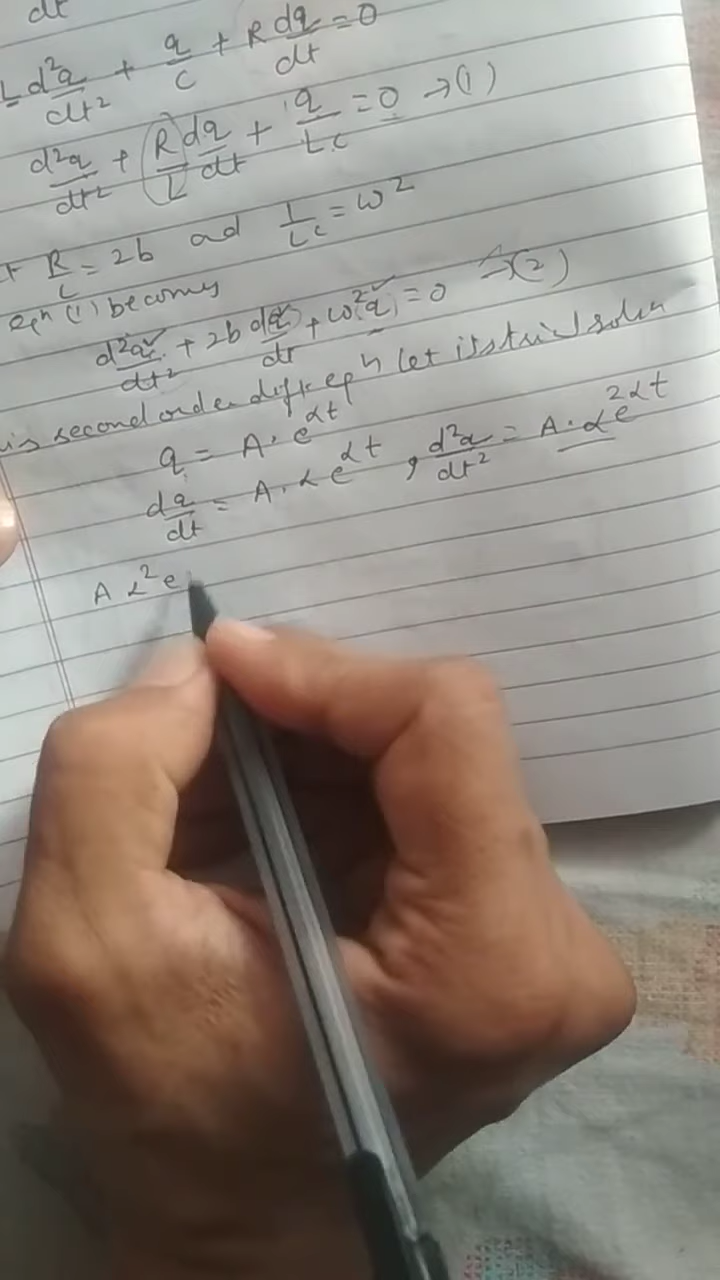 dt
L d²q/dt² + q/c + R dq/dt = 0
d²q/dt² + (R/L) dq/dt + q/Lc = 0 → (1)
R/L = 2b and 1/Lc = ω²
eqn (1) becomes
d²q/dt² + 2b dq/dt + ω²q = 0 → (2)
is second order diff eqn let its trial soln
q = A. e^αt
dq/dt = A. α e^αt , d²q/dt² = A. α e^2αt
A α² e